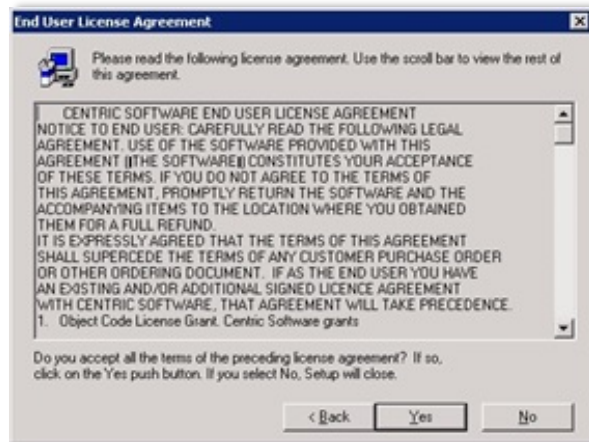 End User License Agreement
Please read the following license agreement. Use the scroll bar to view the rest of
this agreement.
CENTRIC SOFTWARE END USER LICENSE AGREEMENT
NOTICE TO END USER: CAREFULLY READ THE FOLLOWING LEGAL
AGREEMENT. USE OF THE SOFTWARE PROVIDED WITH THIS
AGREEMENT (||THE SOFTWARE||) CONSTITUTES YOUR ACCEPTANCE
OF THESE TERMS. IF YOU DO NOT AGREE TO THE TERMS OF
THIS AGREEMENT, PROMPTLY RETURN THE SOFTWARE AND THE
ACCOMPANYING ITEMS TO THE LOCATION WHERE YOU OBTAINED
THEM FOR A FULL REFUND.
IT IS EXPRESSLY AGREED THAT THE TERMS OF THIS AGREEMENT
SHALL SUPERCEDE THE TERMS OF ANY CUSTOMER PURCHASE ORDER
OR OTHER ORDERING DOCUMENT. IF AS THE END USER YOU HAVE
AN EXISTING AND/OR ADDITIONAL SIGNED LICENCE AGREEMENT
WITH CENTRIC SOFTWARE, THAT AGREEMENT WILL TAKE PRECEDENCE.
1. Object Code License Grant. Centric Software grants
Do you accept all the terms of the preceding license agreement? If so,
click on the Yes push button. If you select No, Setup will close.
< Back Yes No